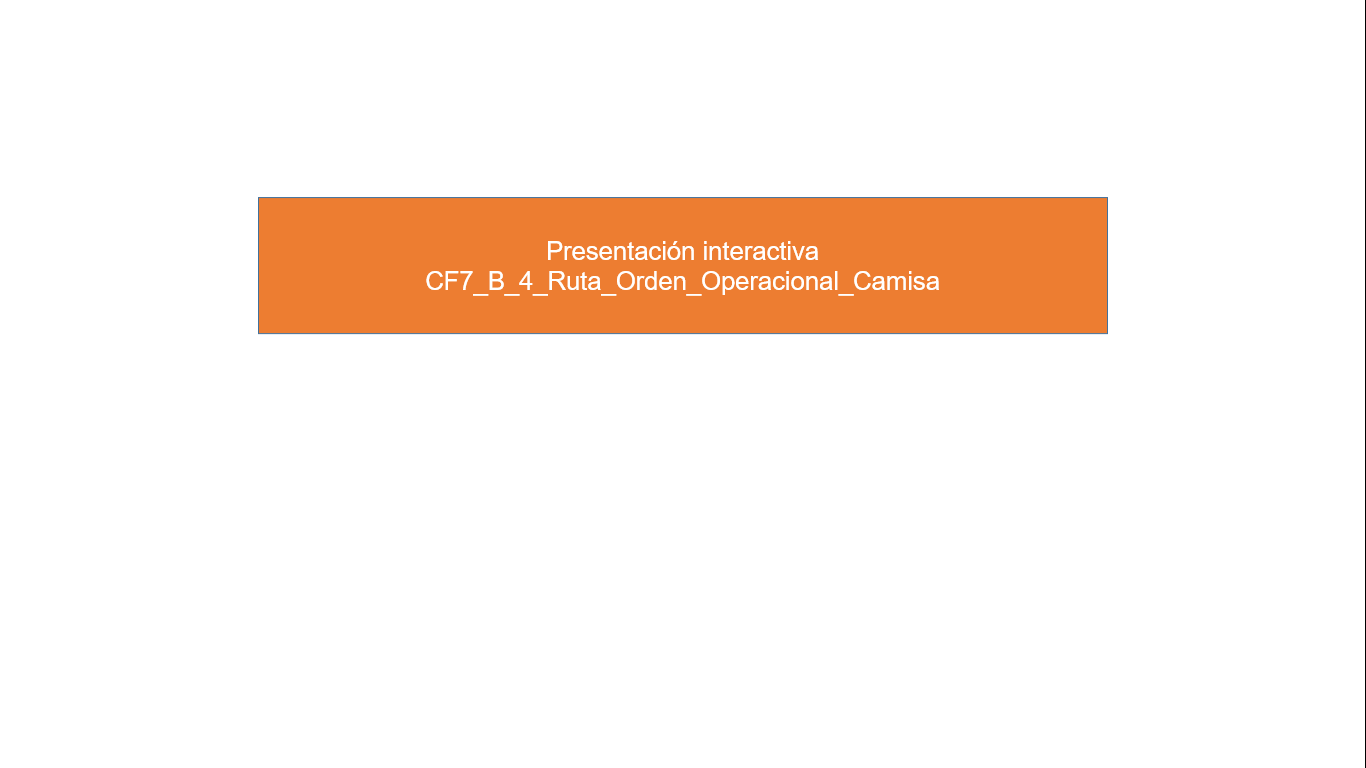 Presentación interactiva
CF7_B_4_Ruta_Orden_Operacional_Camisa